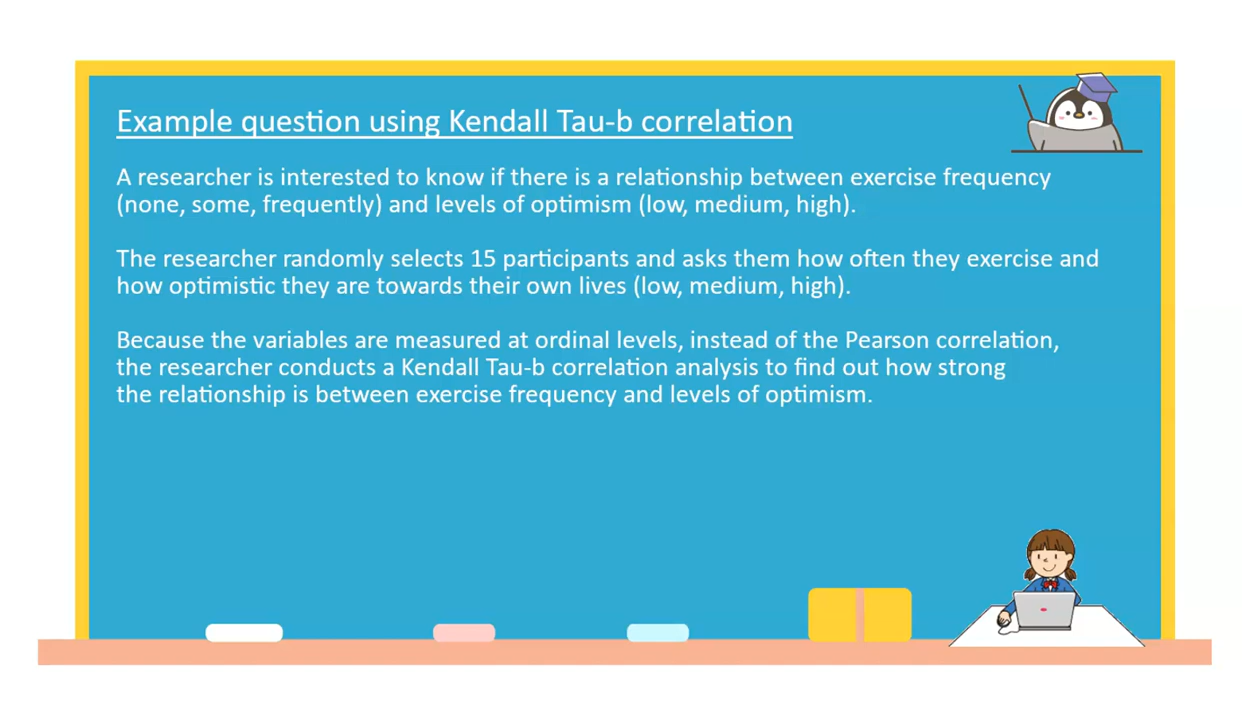 Example question using Kendall Tau-b correlation
A researcher is interested to know if there is a relationship between exercise frequency
(none, some, frequently) and levels of optimism (low, medium, high).
The researcher randomly selects 15 participants and asks them how often they exercise and
how optimistic they are towards their own lives (low, medium, high).
Because the variables are measured at ordinal levels, instead of the Pearson correlation,
the researcher conducts a Kendall Tau-b correlation analysis to find out how strong
the relationship is between exercise frequency and levels of optimism.